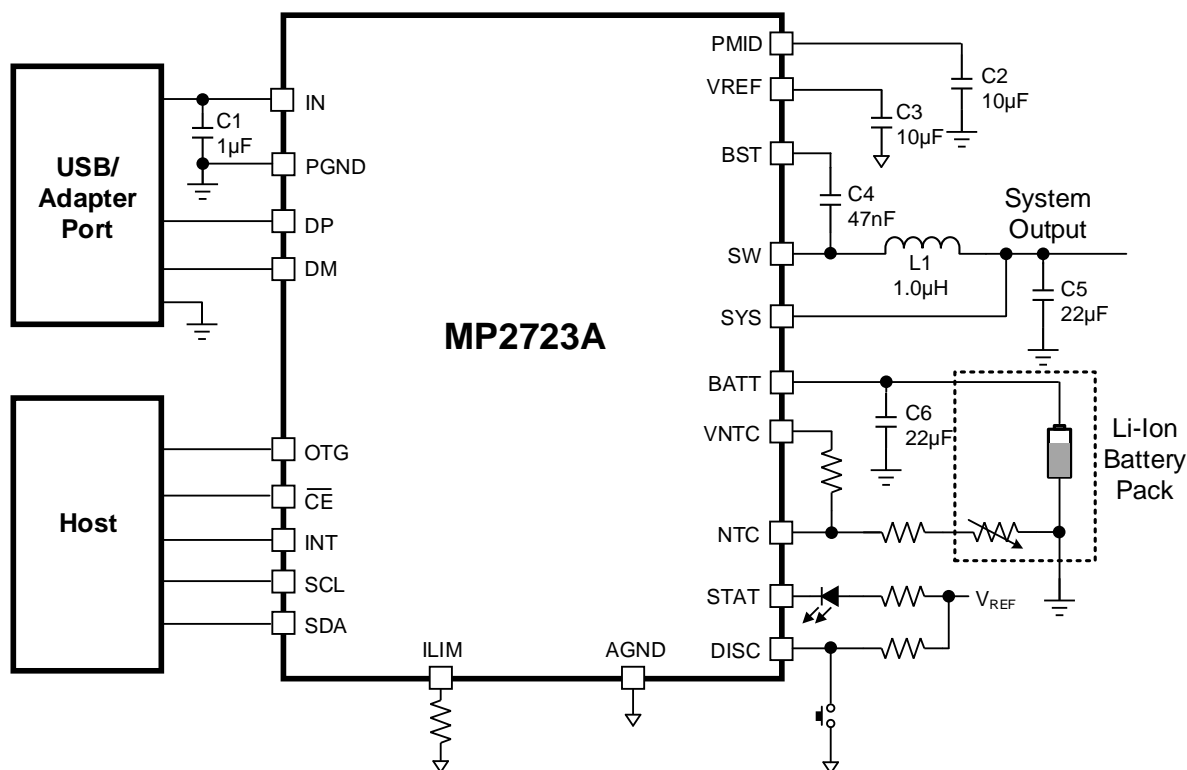 PMID
VREF
BST
SW
SYS
BATT
VNTC
NTC
STAT
DISC
IN
PGND
DP
DM
OTG
CE
INT
SCL
SDA
ILIM
AGND
MP2723A
USB/
Adapter
Port
Host
C1
1µF
C2
10µF
C3
10µF
C4
47nF
L1
1.0µH
System
Output
C5
22µF
C6
22µF
Li-Ion
Battery
Pack
VREF